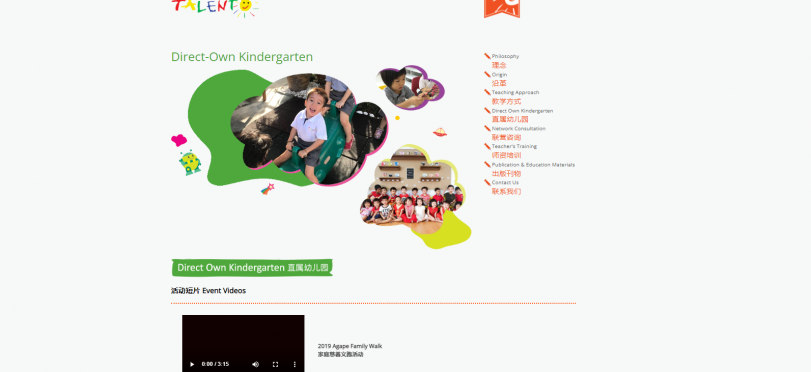 TALENTO
Direct-Own Kindergarten
Philosophy
理念
Origin
沿革
Teaching Approach
教学方式
Direct Own Kindergarten
直属幼儿园
Network Consultation
联营咨询
Teacher's Training
师资培训
Publication & Education Materials
出版刊物
Contact Us
联系我们
Direct Own Kindergarten 直属幼儿园
活动短片 Event Videos
0:00 / 3:15
2019 Agape Family Walk
家庭慈善义跑活动